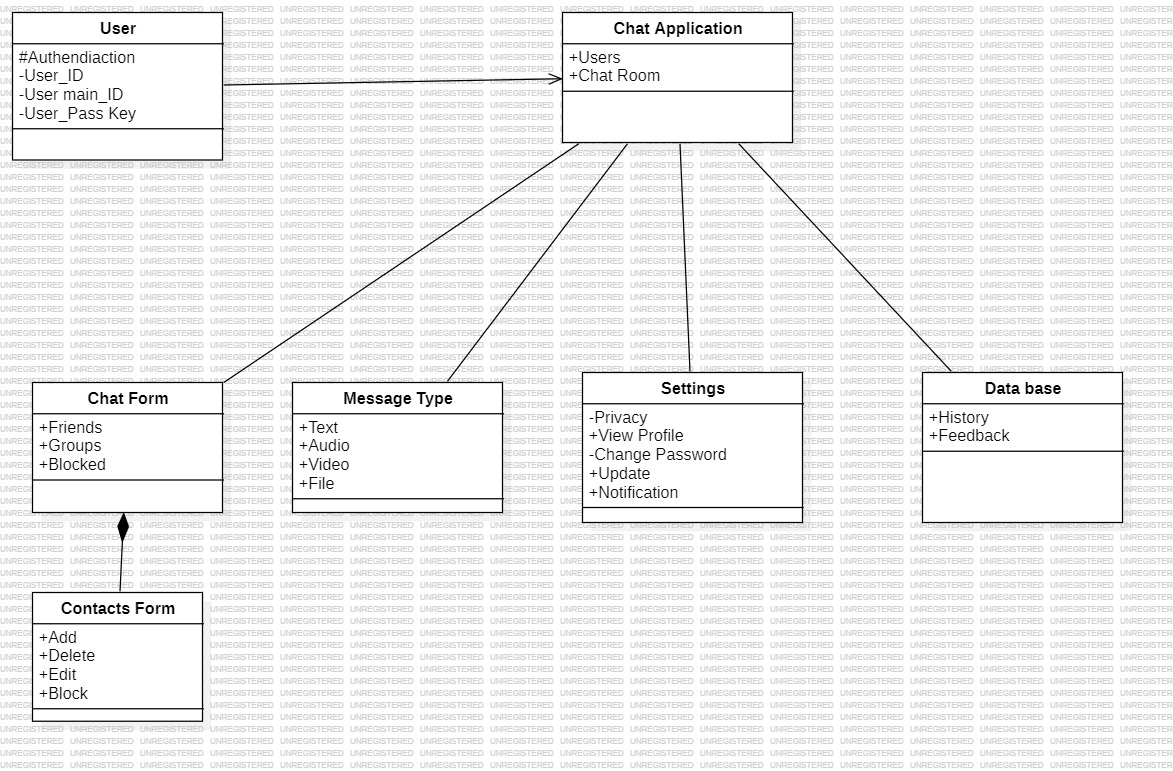 User
#Authendiaction
-User_ID
-User main_ID
-User_Pass Key
Chat Application
+Users
+Chat Room
Chat Form
+Friends
+Groups
+Blocked
Message Type
+Text
+Audio
+Video
+File
Settings
-Privacy
+View Profile
-Change Password
+Update
+Notification
Data base
+History
+Feedback
Contacts Form
+Add
+Delete
+Edit
+Block
UNREGISTERED